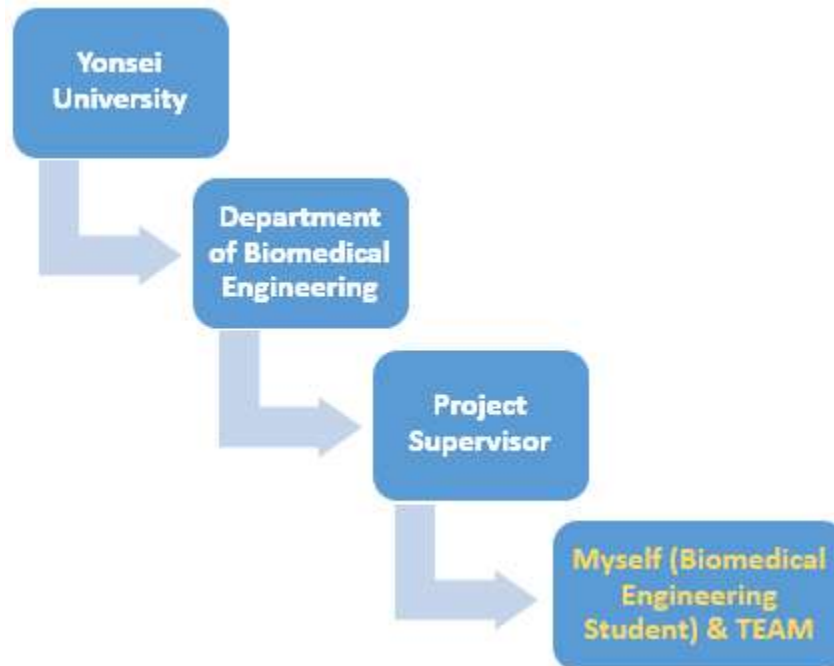 Yonsei
University
Department
of Biomedical
Engineering
Project
Supervisor
Myself (Biomedical
Engineering
Student) & TEAM